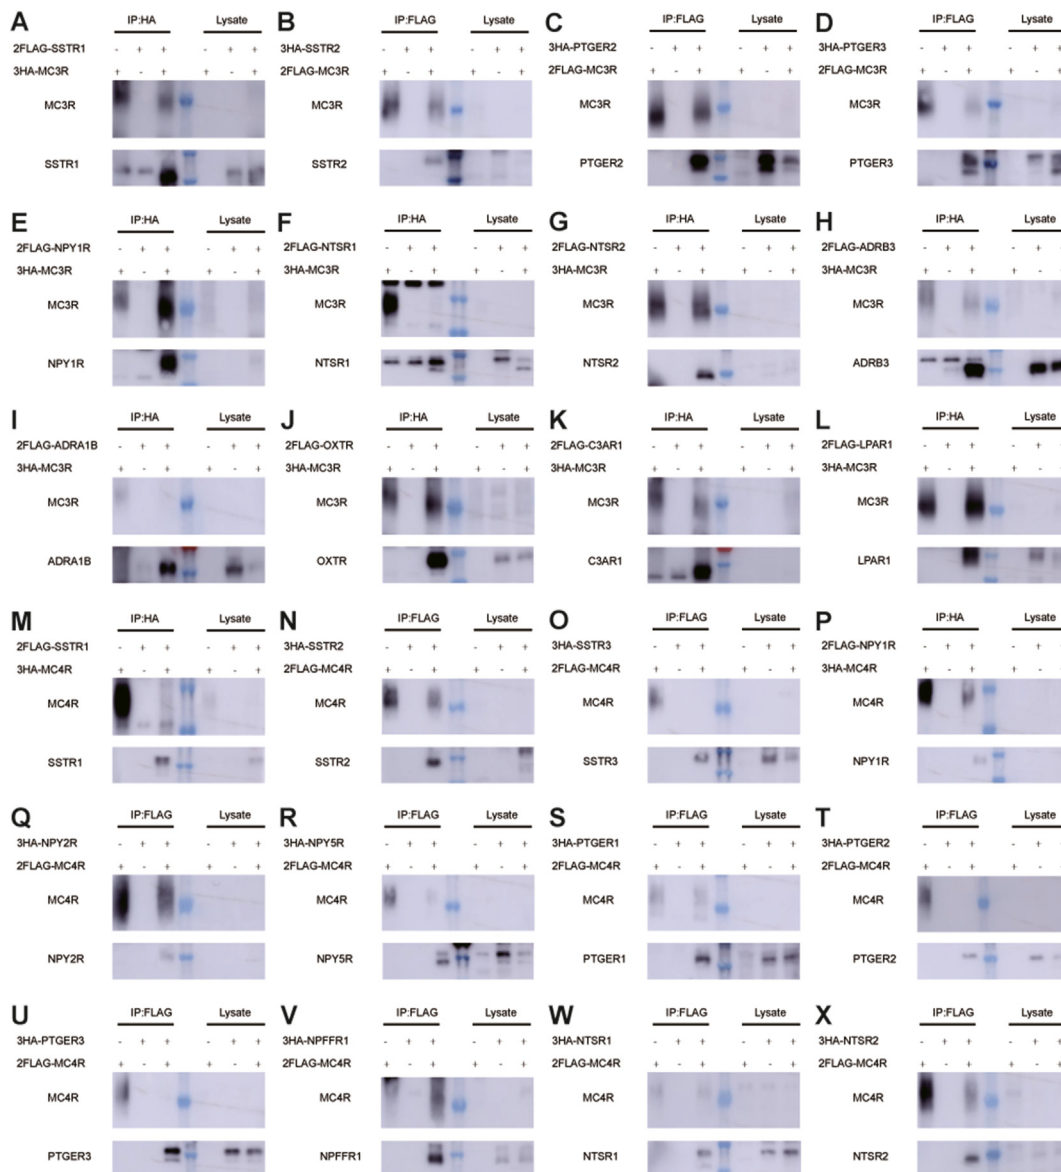 A
IP:HA Lysate
2FLAG-SSTR1 - + + - + +
3HA-MC3R + - + + - +
MC3R
SSTR1
B
IP:FLAG Lysate
3HA-SSTR2 - + + - + +
2FLAG-MC3R + - + + - +
MC3R
SSTR2
C
IP:FLAG Lysate
3HA-PTGER2 - + + - + +
2FLAG-MC3R + - + + - +
MC3R
PTGER2
D
IP:FLAG Lysate
3HA-PTGER3 - + + - + +
2FLAG-MC3R + - + + - +
MC3R
PTGER3
E
IP:HA Lysate
2FLAG-NPY1R - + + - + +
3HA-MC3R + - + + - +
MC3R
NPY1R
F
IP:HA Lysate
2FLAG-NTSR1 - + + - + +
3HA-MC3R + - + + - +
MC3R
NTSR1
G
IP:HA Lysate
2FLAG-NTSR2 - + + - + +
3HA-MC3R + - + + - +
MC3R
NTSR2
H
IP:HA Lysate
2FLAG-ADRB3 - + + - +
3HA-MC3R + - + + -
MC3R
ADRB3
I
IP:HA Lysate
2FLAG-ADRA1B - + + - + +
3HA-MC3R + - + + - +
MC3R
ADRA1B
J
IP:HA Lysate
2FLAG-OXTR - + + - + +
3HA-MC3R + - + + - +
MC3R
OXTR
K
IP:HA Lysate
2FLAG-C3AR1 - + + - + +
3HA-MC3R + - + + - +
MC3R
C3AR1
L
IP:HA Lysate
2FLAG-LPAR1 - + + - +
3HA-MC3R + - + + -
MC3R
LPAR1
M
IP:HA Lysate
2FLAG-SSTR1 - + + - + +
3HA-MC4R + - + + - +
MC4R
SSTR1
N
IP:FLAG Lysate
3HA-SSTR2 - + + - + +
2FLAG-MC4R + - + + - +
MC4R
SSTR2
O
IP:FLAG Lysate
3HA-SSTR3 - + + - + +
2FLAG-MC4R + - + + - +
MC4R
SSTR3
P
IP:HA Lysate
2FLAG-NPY1R - + + - +
3HA-MC4R + - + + -
MC4R
NPY1R
Q
IP:FLAG Lysate
3HA-NPY2R - + + - + +
2FLAG-MC4R + - + + - +
MC4R
NPY2R
R
IP:FLAG Lysate
3HA-NPY5R - + + - + +
2FLAG-MC4R + - + + - +
MC4R
NPY5R
S
IP:FLAG Lysate
3HA-PTGER1 - + + - + +
2FLAG-MC4R + - + + - +
MC4R
PTGER1
T
IP:FLAG Lysate
3HA-PTGER2 - + + - +
2FLAG-MC4R + - + + -
MC4R
PTGER2
U
IP:FLAG Lysate
3HA-PTGER3 - + + - + +
2FLAG-MC4R + - + + - +
MC4R
PTGER3
V
IP:FLAG Lysate
3HA-NPFFR1 - + + - + +
2FLAG-MC4R + - + + - +
MC4R
NPFFR1
W
IP:FLAG Lysate
3HA-NTSR1 - + + - + +
2FLAG-MC4R + - + + - +
MC4R
NTSR1
X
IP:FLAG Lysate
3HA-NTSR2 - + + - + +
2FLAG-MC4R + - + + - +
MC4R
NTSR2